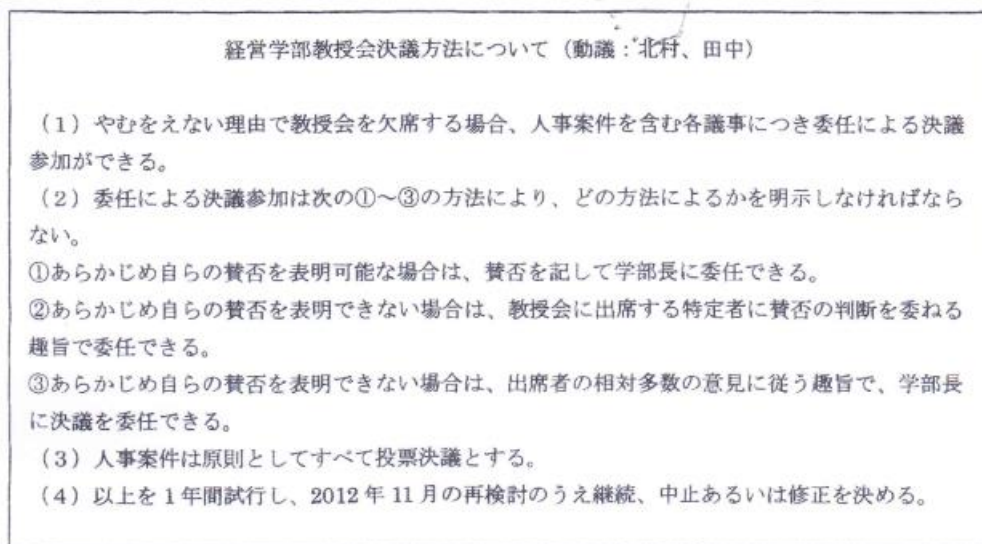 経営学部教授会決議方法について（動議：北村、田中）
（1）やむをえない理由で教授会を欠席する場合、人事案件を含む各議事につき委任による決議
参加ができる。
（2）委任による決議参加は次の①～③の方法により、どの方法によるかを明示しなければなら
ない。
①あらかじめ自らの賛否を表明可能な場合は、賛否を記して学部長に委任できる。
②あらかじめ自らの賛否を表明できない場合は、教授会に出席する特定者に賛否の判断を委ねる
趣旨で委任できる。
③あらかじめ自らの賛否を表明できない場合は、出席者の相対多数の意見に従う趣旨で、学部長
に決議を委任できる。
（3）人事案件は原則としてすべて投票決議とする。
（4）以上を1年間試行し、2012年11月の再検討のうえ継続、中止あるいは修正を決める。